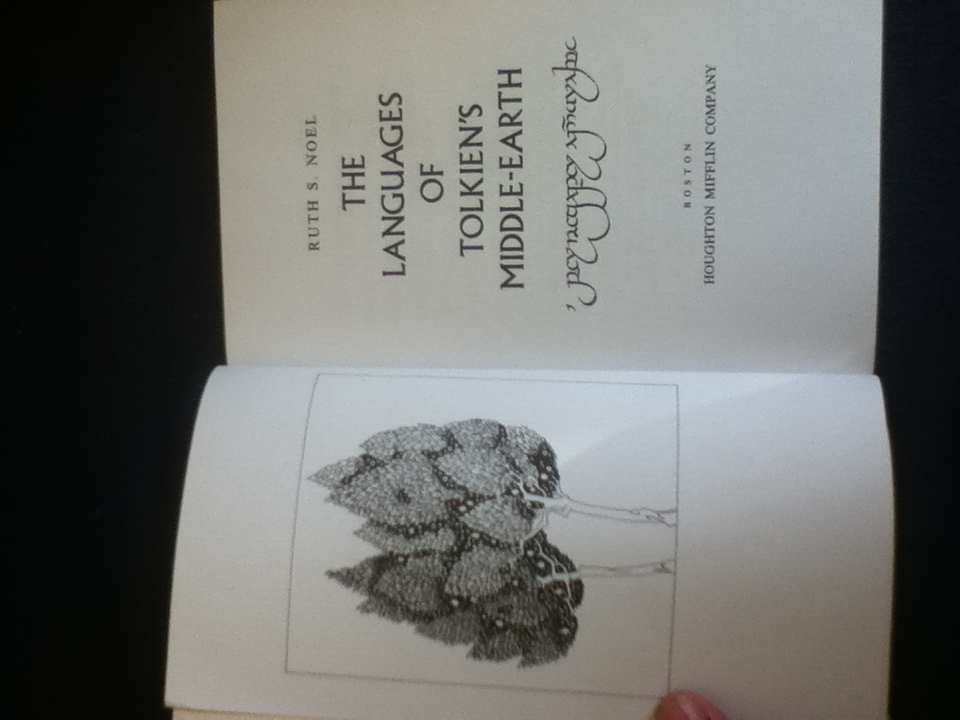 RUTH S. NOEL
THE
LANGUAGES
OF
TOLKIEN'S
MIDDLE-EARTH
BOSTON
HOUGHTON MIFFLIN COMPANY